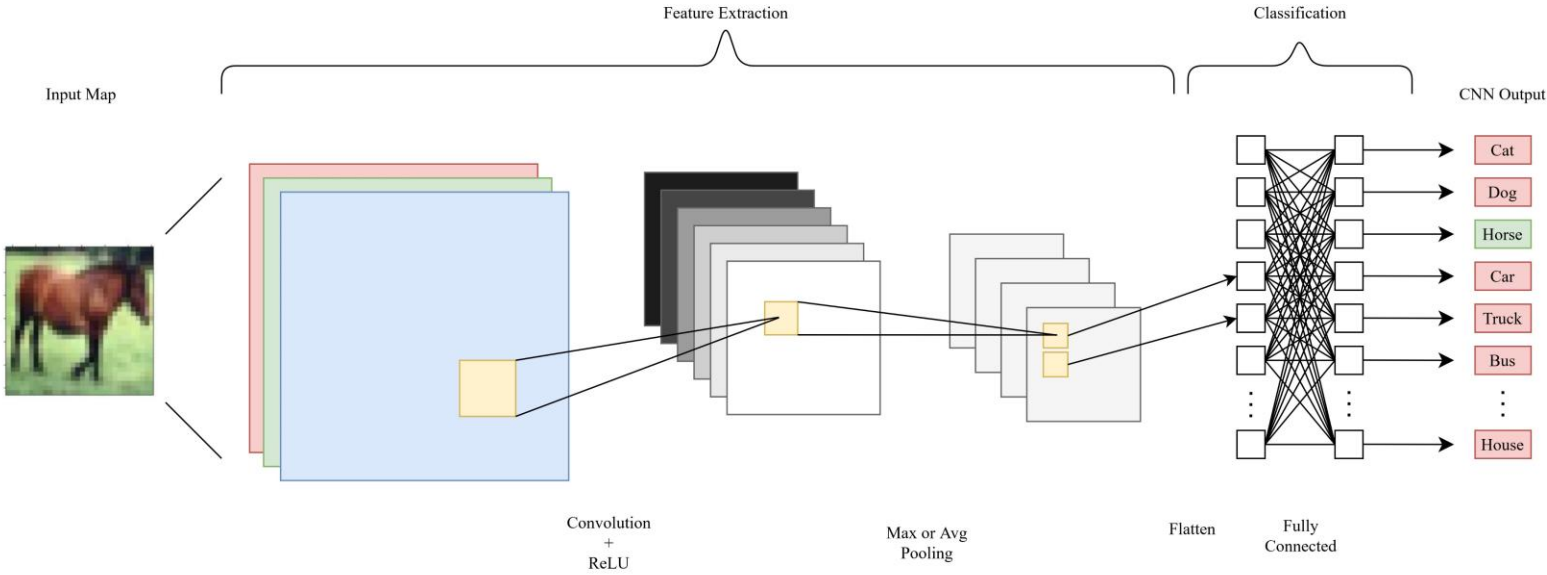 Feature Extraction
Classification
Input Map
CNN Output
Cat
Dog
Horse
Car
Truck
Bus
House
Convolution
+
ReLU
Max or Avg
Pooling
Flatten
Fully
Connected